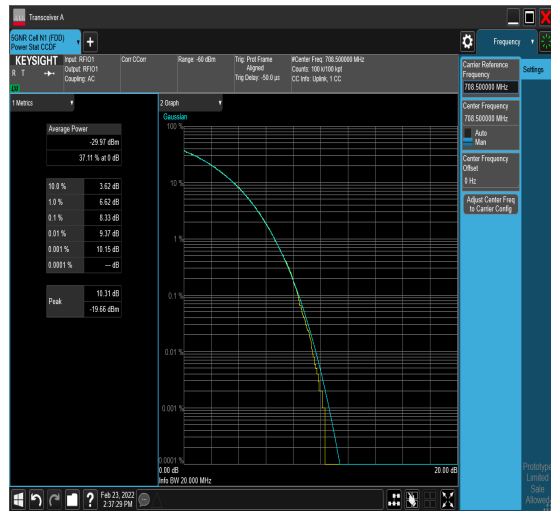 Transceiver A
5GNR Cell N1 (FDD)
Power Stat CCDF
+
Frequency
KEYSIGHT
R T
LXI
Input: RFIO1
Output: RFIO1
Coupling: AC
Corr CCorr
Range: -60 dBm
Trig: Prot Frame
Aligned
Trig Delay: -50.0 µs
#Center Freq: 708.500000 MHz
Counts: 100 k/100 kpt
CC Info: Uplink, 1 CC
Carrier Reference
Frequency
708.500000 MHz
Settings
Center Frequency
708.500000 MHz
Auto
Man
Center Frequency
Offset
0 Hz
Adjust Center Freq
to Carrier Config
1 Metrics
Average Power
-29.97 dBm
37.11 % at 0 dB
10.0 % 3.62 dB
1.0 % 6.62 dB
0.1 % 8.33 dB
0.01 % 9.37 dB
0.001 % 10.15 dB
0.0001 % --- dB
Peak
10.31 dB
-19.66 dBm
2 Graph
Gaussian
100 %
10 %
1 %
0.1 %
0.01 %
0.001 %
0.0001 %
0.00 dB 20.00 dB
Info BW 20.000 MHz
Feb 23, 2022
2:37:29 PM
?
Prototype
Limited
Sale
Allowed